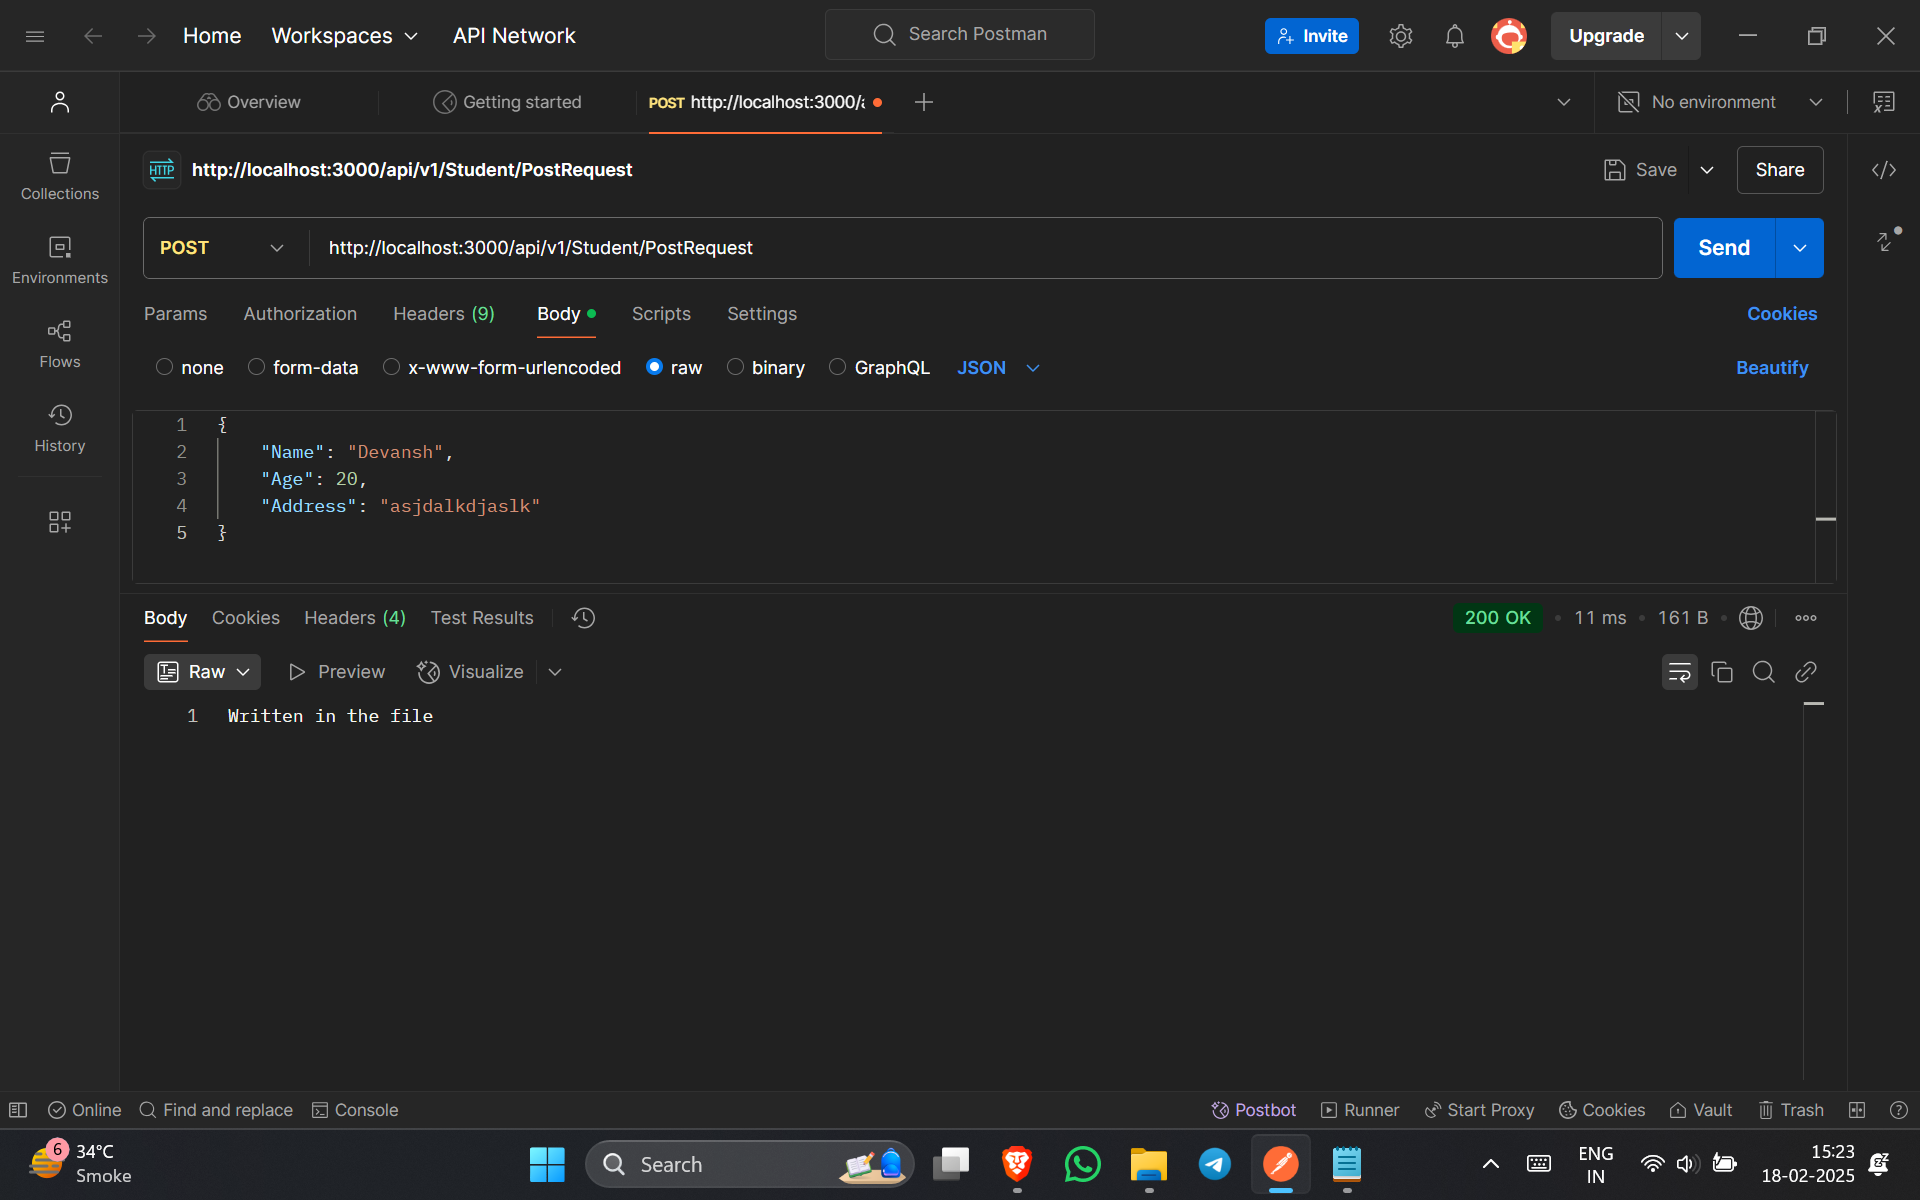 Home Workspaces API Network Search Postman Invite Upgrade
Overview Getting started POST http://localhost:3000/a No environment
HTTP http://localhost:3000/api/v1/Student/PostRequest Save Share
POST http://localhost:3000/api/v1/Student/PostRequest Send
Params Authorization Headers (9) Body Scripts Settings Cookies
none form-data x-www-form-urlencoded raw binary GraphQL JSON Beautify
Collections
Environments
Flows
History
1 {
2 "Name": "Devansh",
3 "Age": 20,
4 "Address": "asjdalkdjaslk"
5 }
Body Cookies Headers (4) Test Results 200 OK • 11 ms • 161 B •
Raw Preview Visualize
1 Written in the file
Online Find and replace Console Postbot Runner Start Proxy Cookies Vault Trash
6 34°C
Smoke
Search
ENG
IN
15:23
18-02-2025